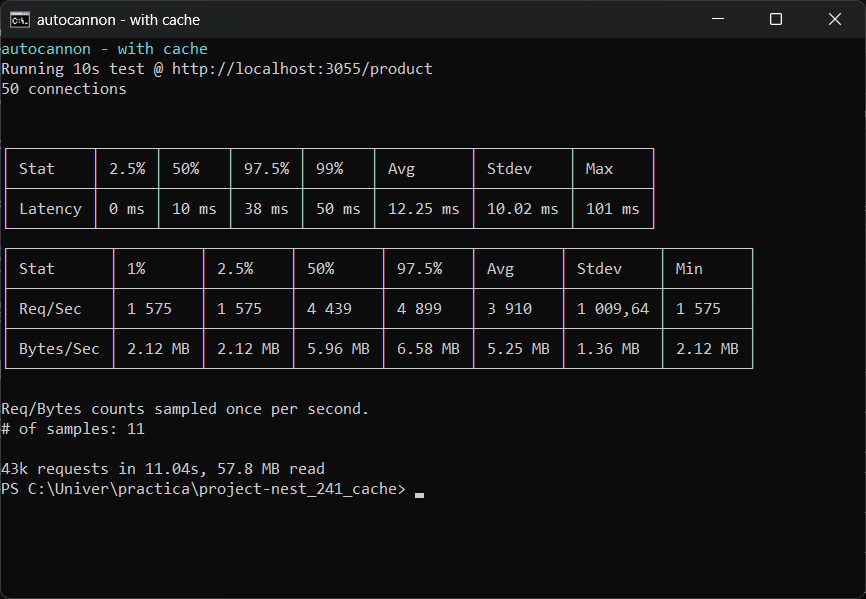 autocannon - with cache
autocannon - with cache
Running 10s test @ http://localhost:3055/product
50 connections
Stat 2.5% 50% 97.5% 99% Avg Stdev Max
Latency 0 ms 10 ms 38 ms 50 ms 12.25 ms 10.02 ms 101 ms
Stat 1% 2.5% 50% 97.5% Avg Stdev Min
Req/Sec 1 575 1 575 4 439 4 899 3 910 1 009,64 1 575
Bytes/Sec 2.12 MB 2.12 MB 5.96 MB 6.58 MB 5.25 MB 1.36 MB 2.12 MB
Req/Bytes counts sampled once per second.
# of samples: 11
43k requests in 11.04s, 57.8 MB read
PS C:\Univer\practica\project-nest_241_cache>